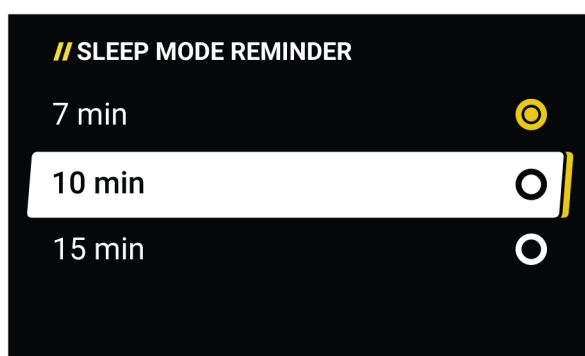 // SLEEP MODE REMINDER
7 min
10 min
15 min